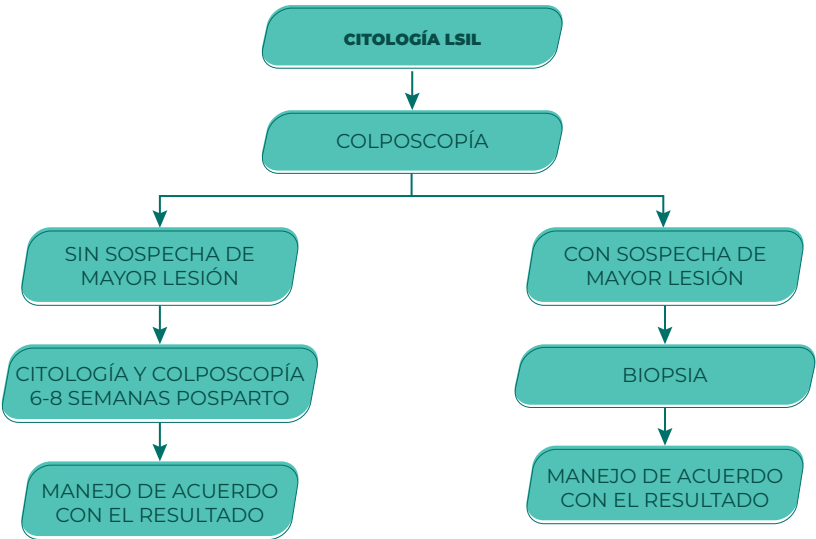 CITOLOGÍA LSIL
COLPOSCOPÍA
SIN SOSPECHA DE
MAYOR LESIÓN
CON SOSPECHA DE
MAYOR LESIÓN
CITOLOGÍA Y COLPOSCOPÍA
6-8 SEMANAS POSPARTO
BIOPSIA
MANEJO DE ACUERDO
CON EL RESULTADO
MANEJO DE ACUERDO
CON EL RESULTADO